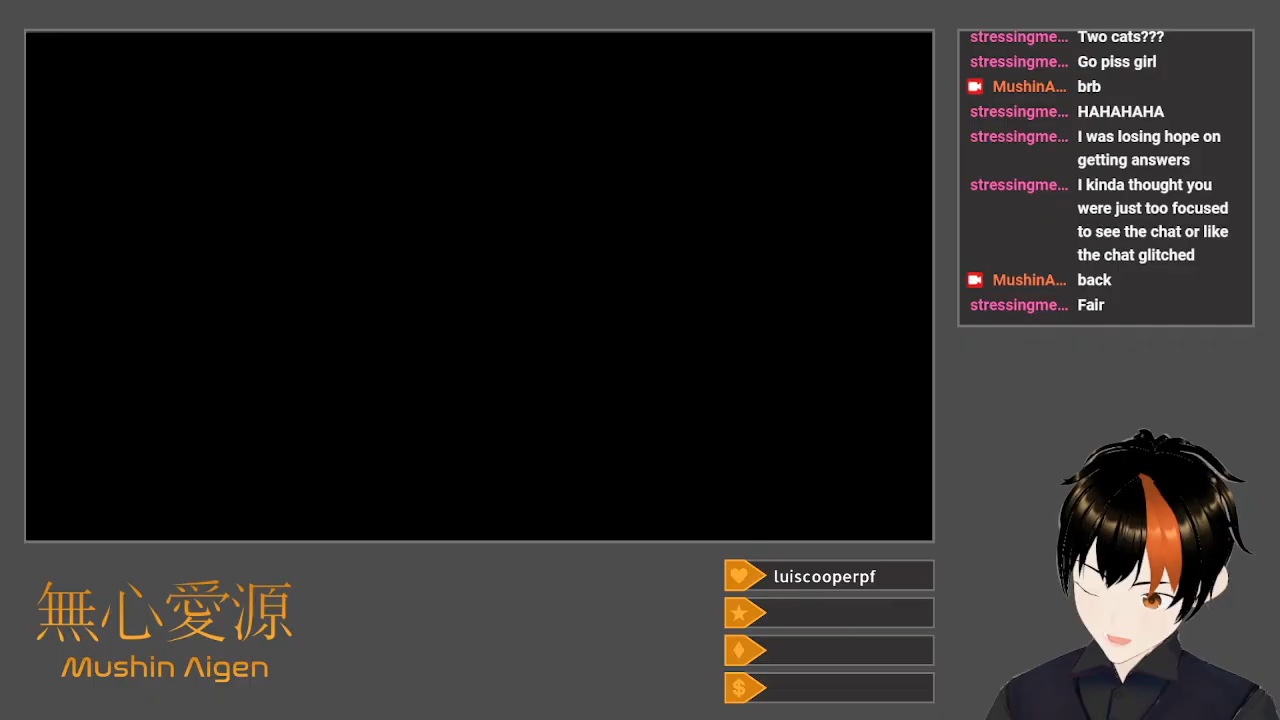 stressingme... Two cats???
stressingme... Go piss girl
MushinA... brb
stressingme... HAHAHAHA
stressingme... I was losing hope on
getting answers
stressingme... I kinda thought you
were just too focused
to see the chat or like
the chat glitched
MushinA... back
stressingme... Fair
luiscooperpf
無心愛源
Mushin Aigen
$